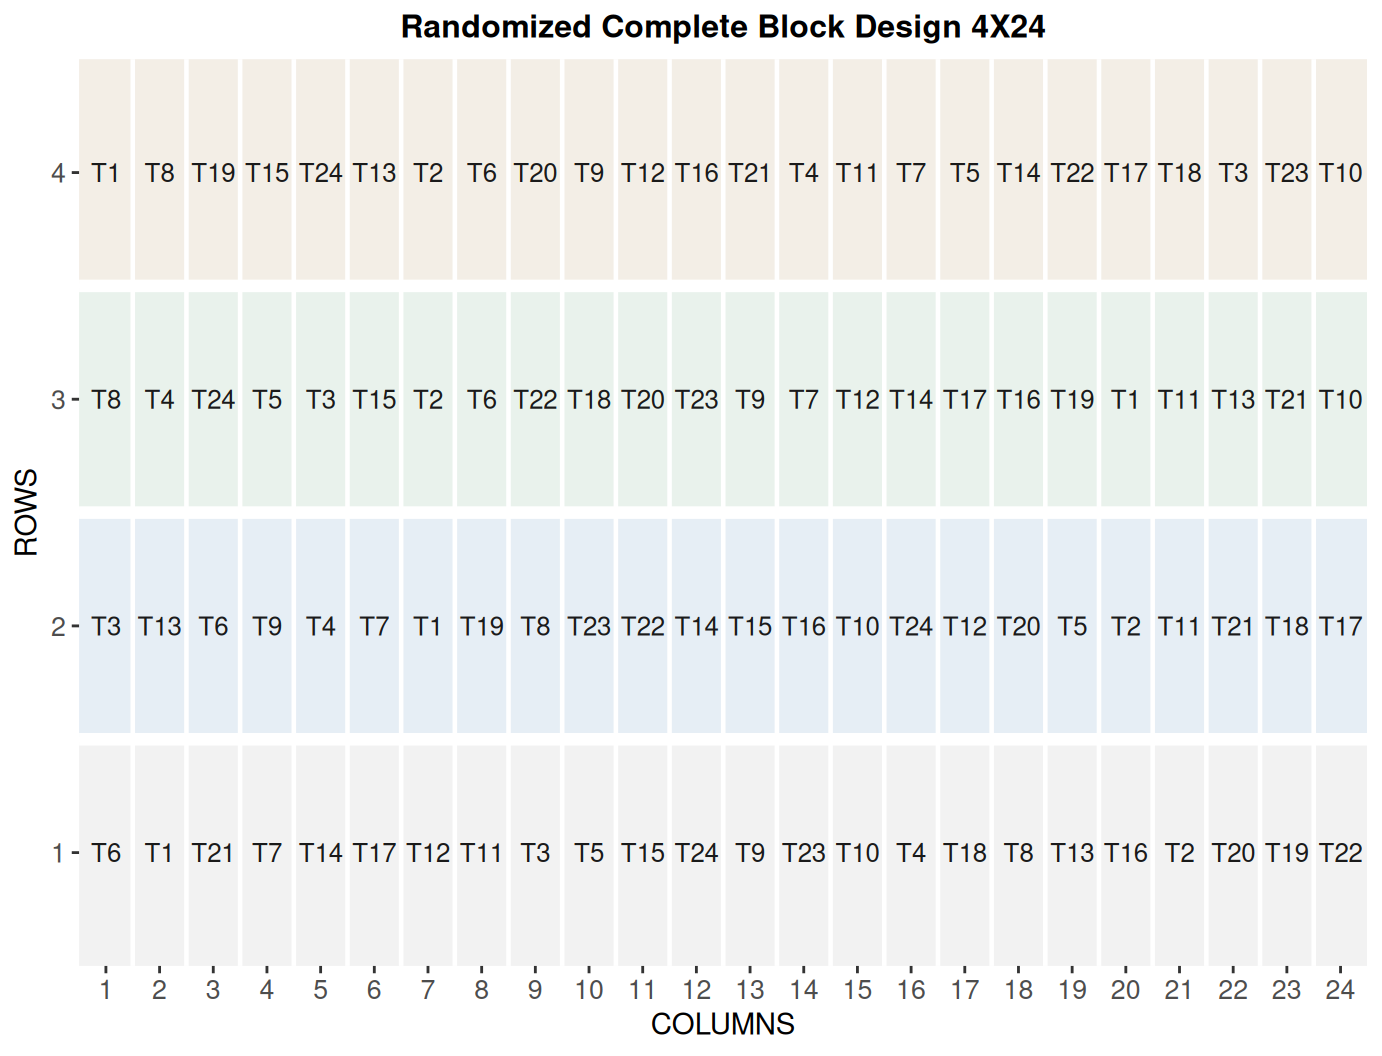 Randomized Complete Block Design 4X24
4 T1 T8 T19 T15 T24 T13 T2 T6 T20 T9 T12 T16 T21 T4 T11 T7 T5 T14 T22 T17 T18 T3 T23 T10
3 T8 T4 T24 T5 T3 T15 T2 T6 T22 T18 T20 T23 T9 T7 T12 T14 T17 T16 T19 T1 T11 T13 T21 T10
ROWS
2 T3 T13 T6 T9 T4 T7 T1 T19 T8 T23 T22 T14 T15 T16 T10 T24 T12 T20 T5 T2 T11 T21 T18 T17
1 T6 T1 T21 T7 T14 T17 T12 T11 T3 T5 T15 T24 T9 T23 T10 T4 T18 T8 T13 T16 T2 T20 T19 T22
1 2 3 4 5 6 7 8 9 10 11 12 13 14 15 16 17 18 19 20 21 22 23 24
COLUMNS